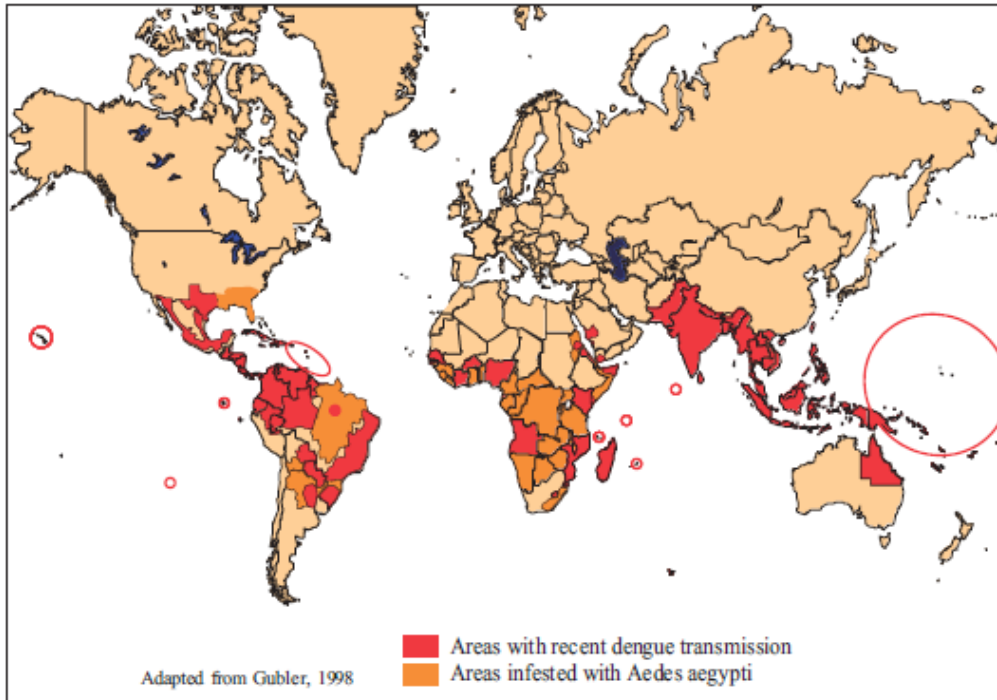 Areas with recent dengue transmission
Areas infested with Aedes aegypti
Adapted from Gubler, 1998